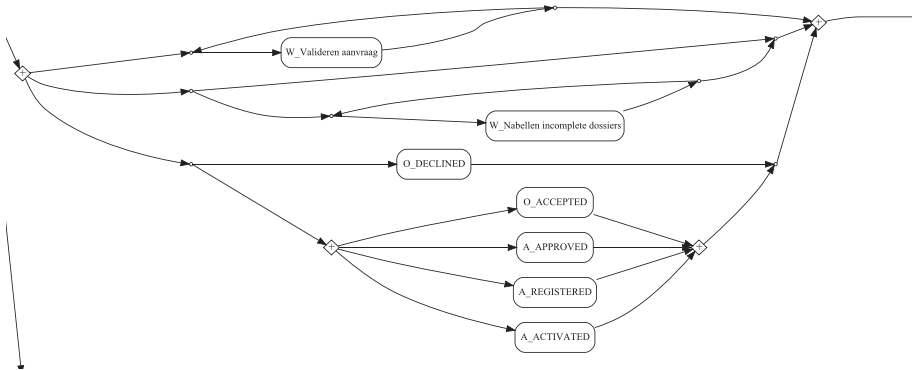 W_Valideren aanvraag
W_Nabellen incomplete dossiers
O_DECLINED
O_ACCEPTED
A_APPROVED
A_REGISTERED
A_ACTIVATED